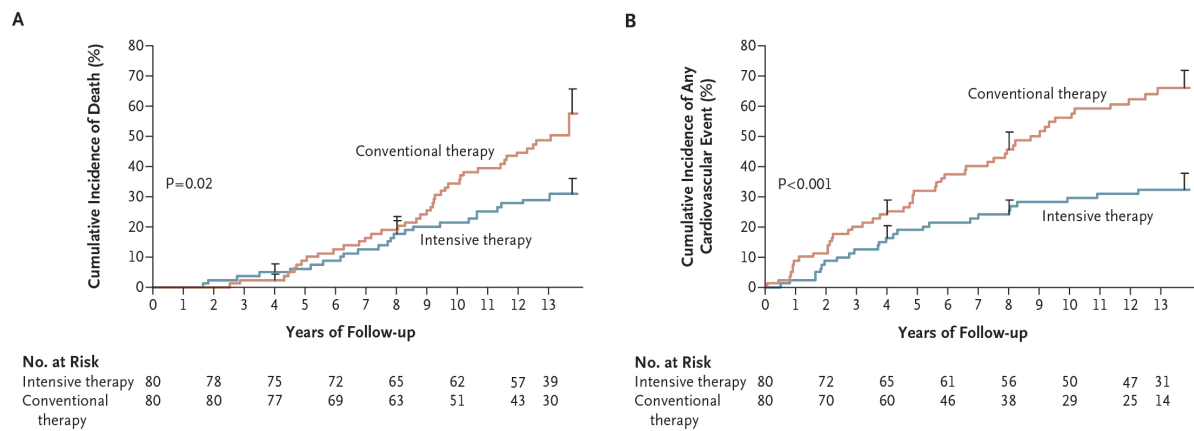 A
Cumulative Incidence of Death (%)
80
70
60
50
40
30
20
10
0
P=0.02
Conventional therapy
Intensive therapy
0 1 2 3 4 5 6 7 8 9 10 11 12 13
Years of Follow-up
No. at Risk
Intensive therapy 80 78 75 72 65 62 57 39
Conventional 80 80 77 69 63 51 43 30
therapy
B
Cumulative Incidence of Any
Cardiovascular Event (%)
80
70
60
50
40
30
20
10
0
P<0.001
Conventional therapy
Intensive therapy
0 1 2 3 4 5 6 7 8 9 10 11 12 13
Years of Follow-up
No. at Risk
Intensive therapy 80 72 65 61 56 50 47 31
Conventional 80 70 60 46 38 29 25 14
therapy